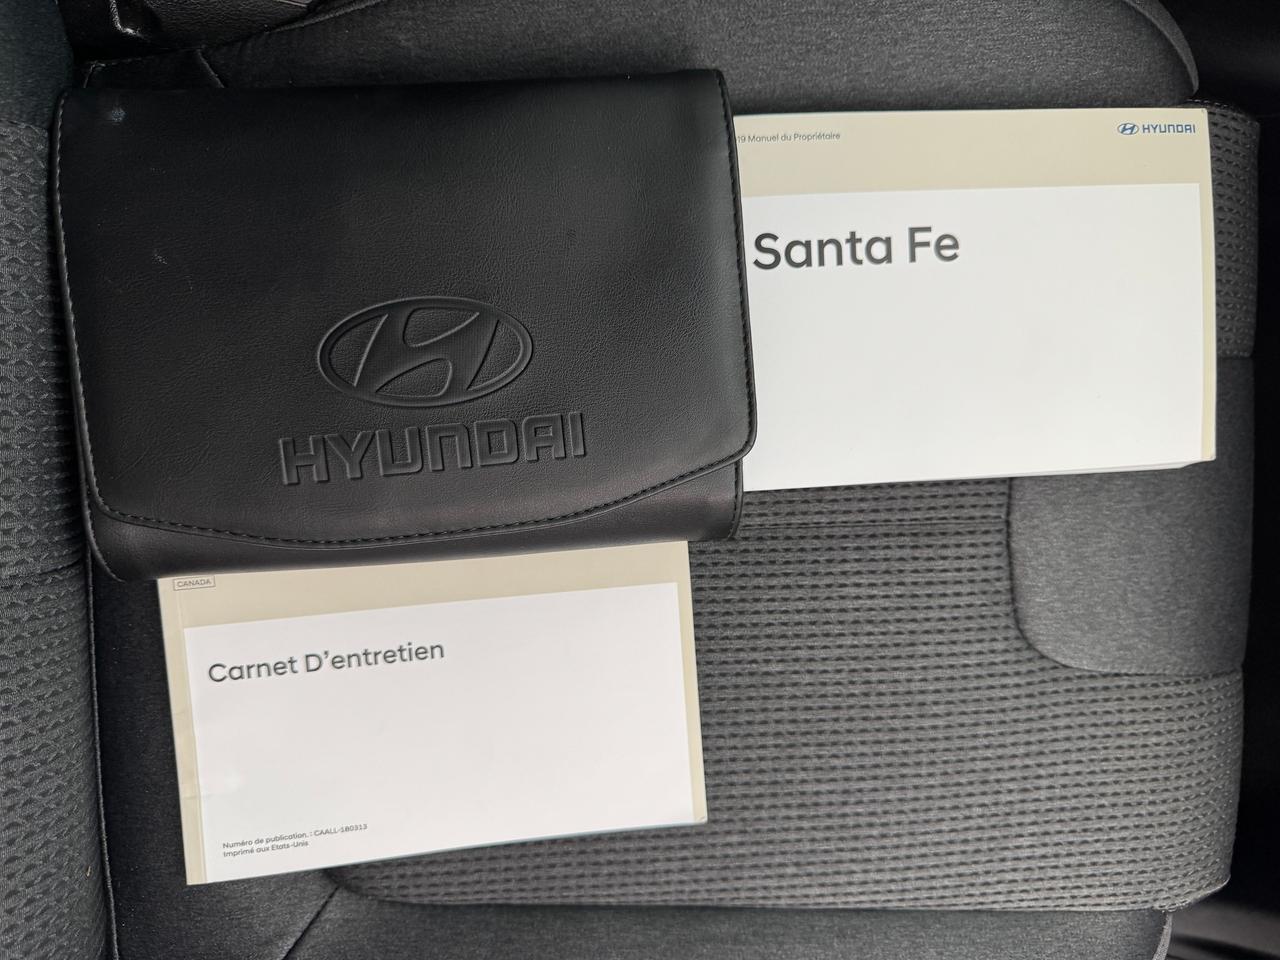 19 Manuel du Propriétaire
HYUNDAI
Santa Fe
HYUNDAI
CANADA
Carnet D'entretien
Numéro de publication. : CAALL-180313
Imprimé aux Etats-Unis